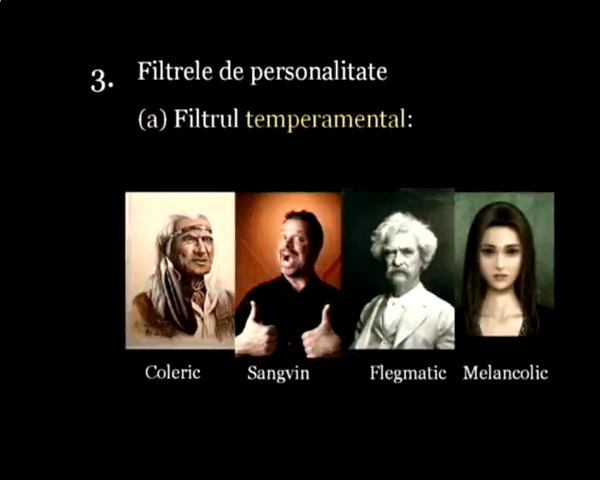 3. Filtrele de personalitate
(a) Filtrul temperamental:
Coleric Sangvin Flegmatic Melancolic